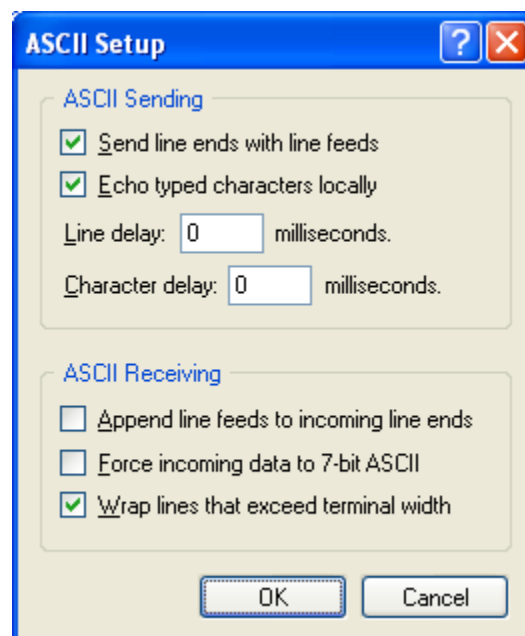 ASCII Setup
ASCII Sending
Send line ends with line feeds
Echo typed characters locally
Line delay: 0 milliseconds.
Character delay: 0 milliseconds.
ASCII Receiving
Append line feeds to incoming line ends
Force incoming data to 7-bit ASCII
Wrap lines that exceed terminal width
OK Cancel